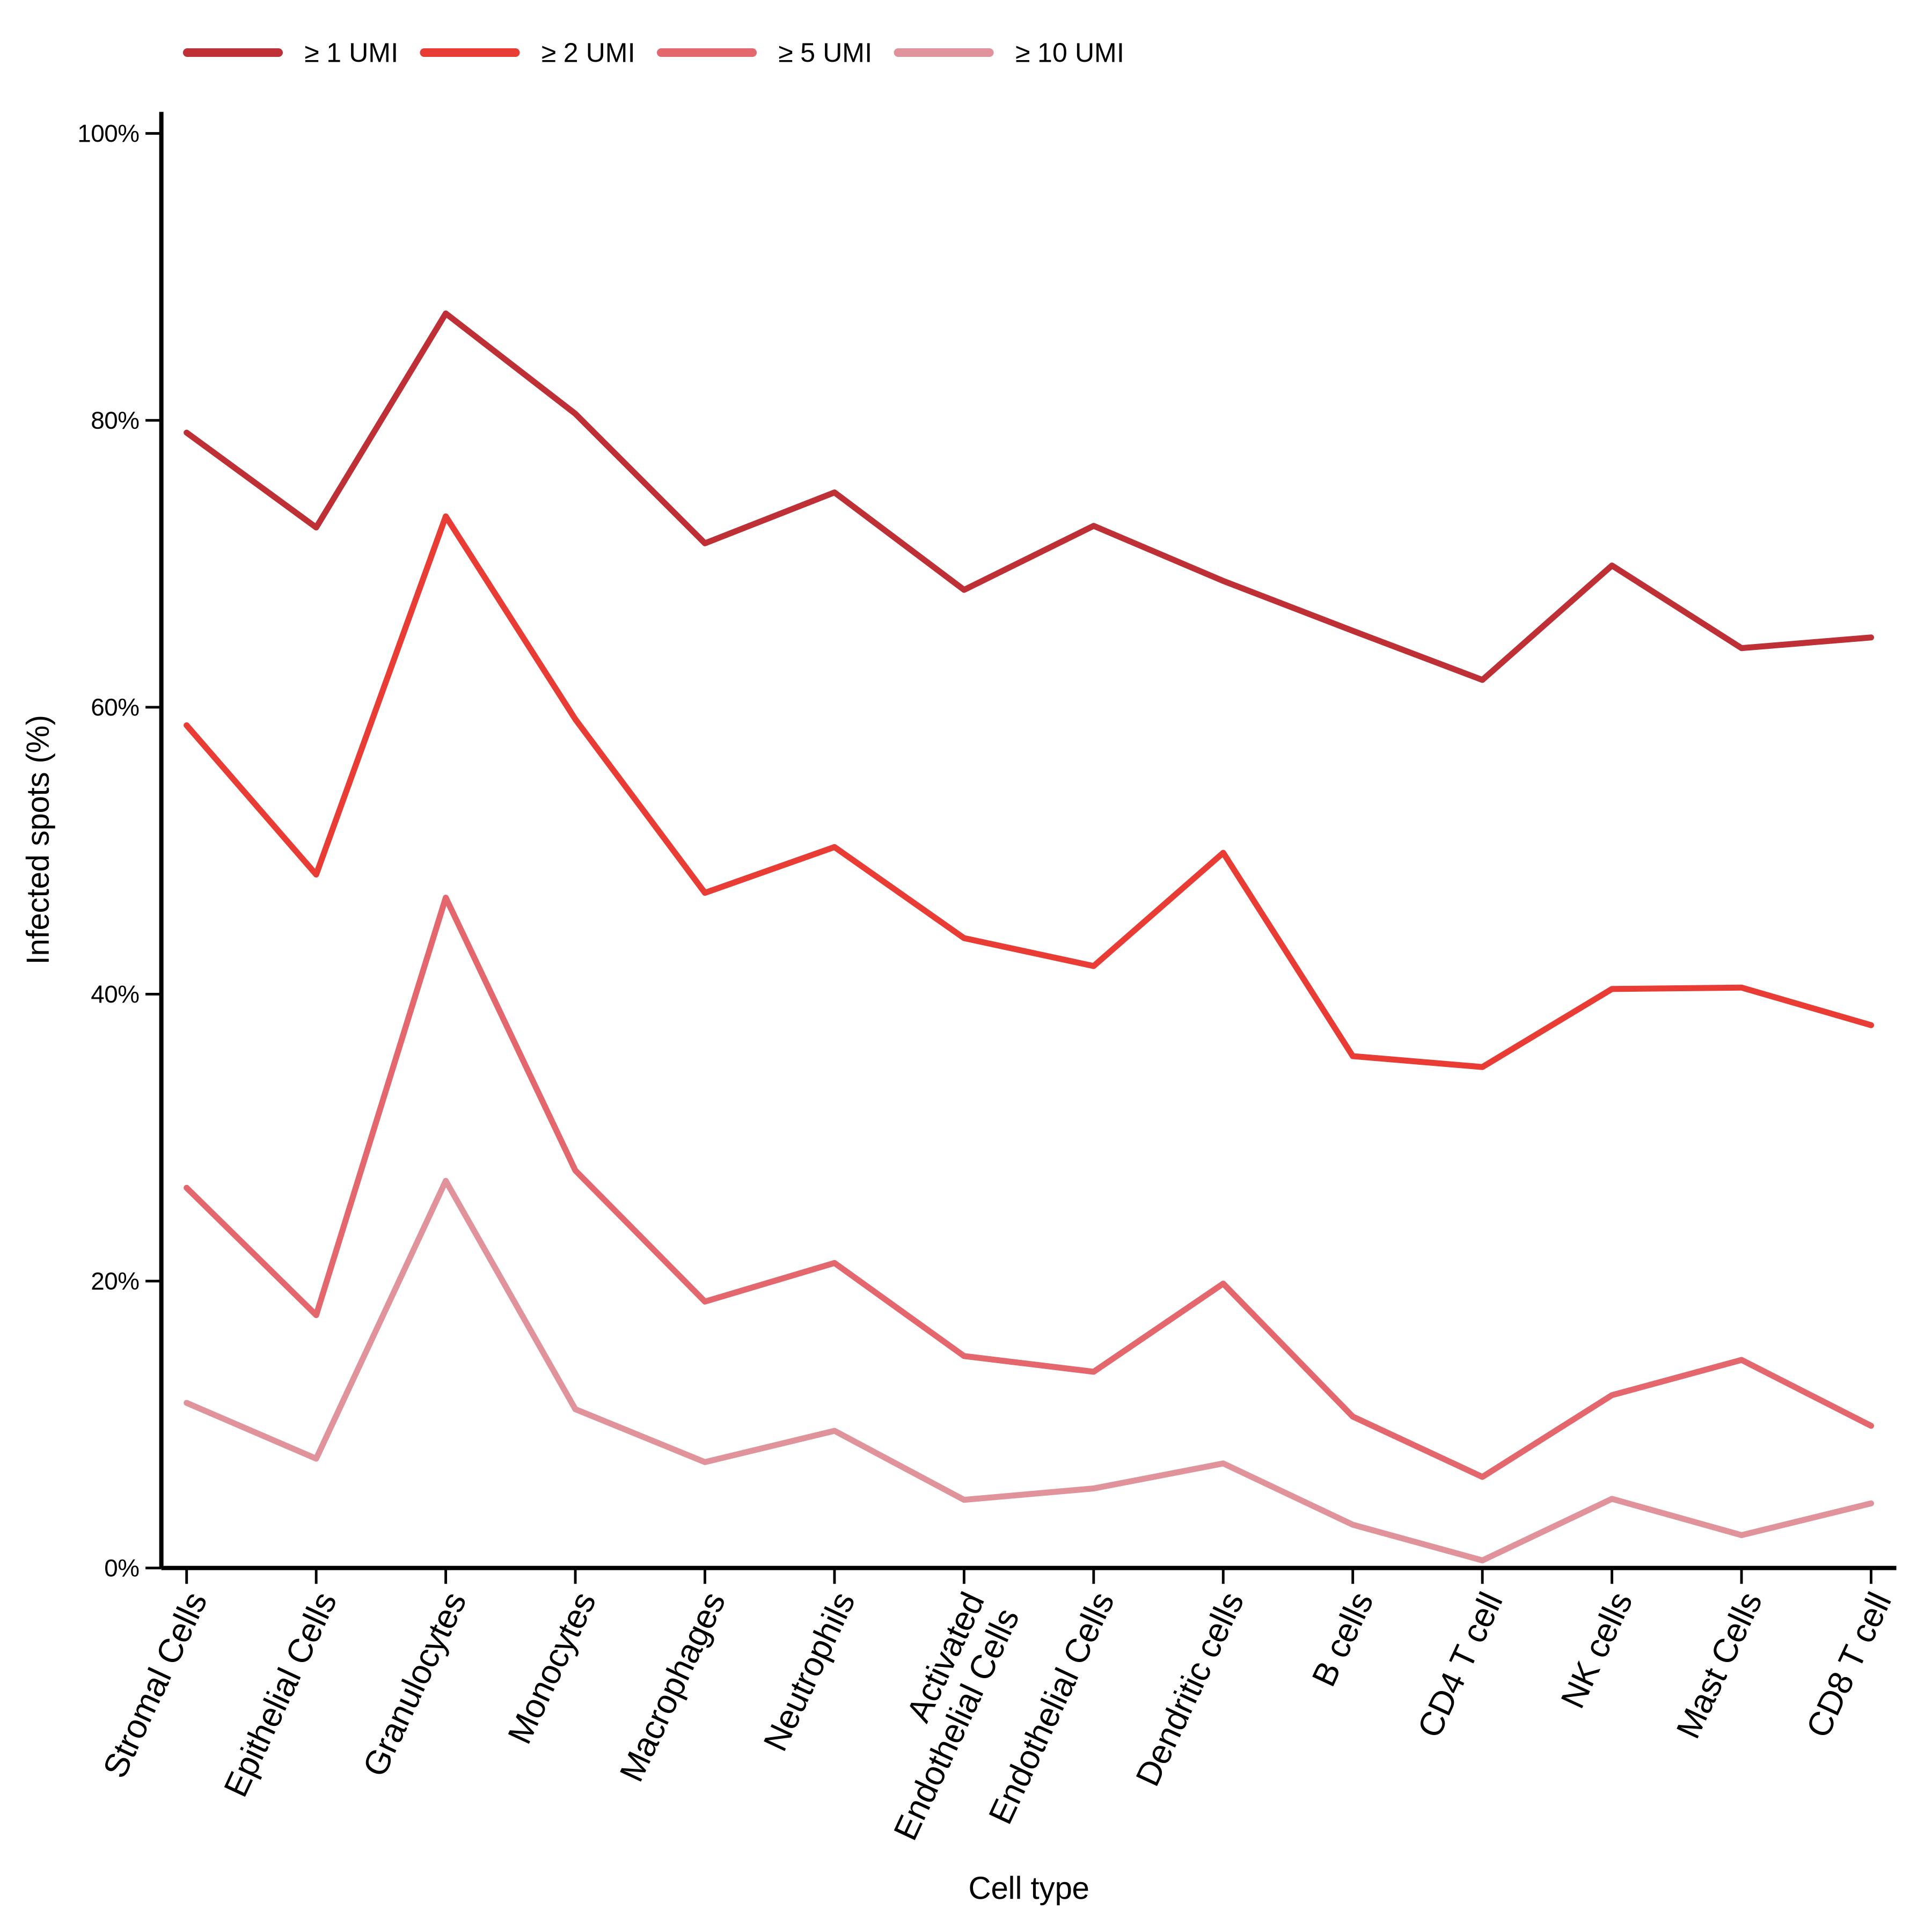 ≥ 1 UMI ≥ 2 UMI ≥ 5 UMI ≥ 10 UMI
100%
80%
60%
40%
20%
0%
Infected spots (%)
Stromal Cells
Epithelial Cells
Granulocytes
Monocytes
Macrophages
Neutrophils
Activated
Endothelial Cells
Endothelial Cells
Dendritic cells
B cells
CD4 T cell
NK cells
Mast Cells
CD8 T cell
Cell type